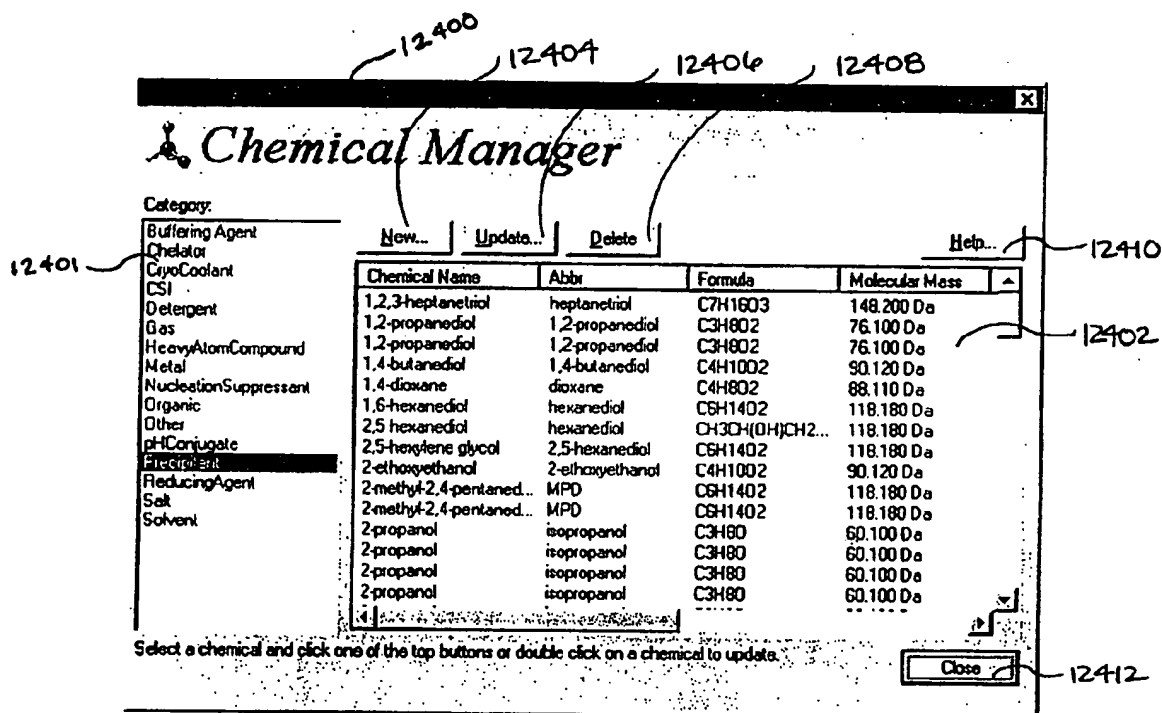 12400
12404
12406
12408
Chemical Manager
Category:
Buffering Agent
Chelator
CryoCoolant
CSI
Detergent
Gas
HeavyAtomCompound
Metal
NucleationSuppressant
Organic
Other
pHConjugate
Precipitent
ReducingAgent
Salt
Solvent
12401
New... Update... Delete Help...
12410
Chemical Name Abbr Formula Molecular Mass
1,2,3-heptanetriol heptanetriol C7H16O3 148.200 Da
1,2-propanediol 1,2-propanediol C3H8O2 76.100 Da
1,2-propanediol 1,2-propanediol C3H8O2 76.100 Da
1,4-butanediol 1,4-butanediol C4H10O2 90.120 Da
1,4-dioxane dioxane C4H8O2 88.110 Da
1,6-hexanediol hexanediol C6H14O2 118.180 Da
2,5 hexanediol hexanediol CH3CH(OH)CH2... 118.180 Da
2,5-hexylene glycol 2,5-hexanediol C6H14O2 118.180 Da
2-ethoxyethanol 2-ethoxyethanol C4H10O2 90.120 Da
2-methyl-2,4-pentaned... MPD C6H14O2 118.180 Da
2-methyl-2,4-pentaned... MPD C6H14O2 118.180 Da
2-propanol isopropanol C3H8O 60.100 Da
2-propanol isopropanol C3H8O 60.100 Da
2-propanol isopropanol C3H8O 60.100 Da
2-propanol isopropanol C3H8O 60.100 Da
12402
Select a chemical and click one of the top buttons or double click on a chemical to update.
Close
12412